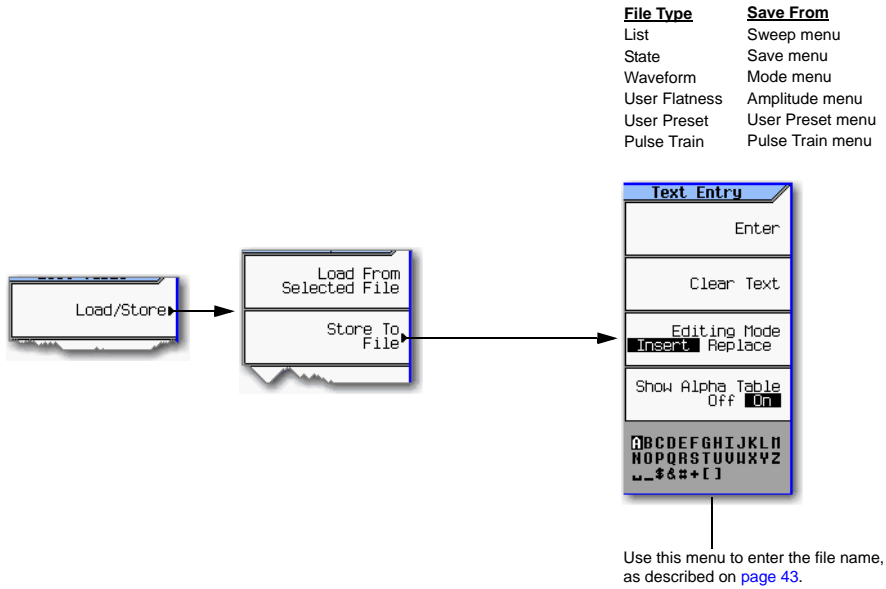 File Type Save From
List Sweep menu
State Save menu
Waveform Mode menu
User Flatness Amplitude menu
User Preset User Preset menu
Pulse Train Pulse Train menu
Load/Store
Load From
Selected File
Store To
File
Text Entry
Enter
Clear Text
Editing Mode
Insert Replace
Show Alpha Table
Off On
ABCDEFGHIJKLM
NOPQRSTUVWXYZ
␣_$&#+[]
Use this menu to enter the file name,
as described on page 43.